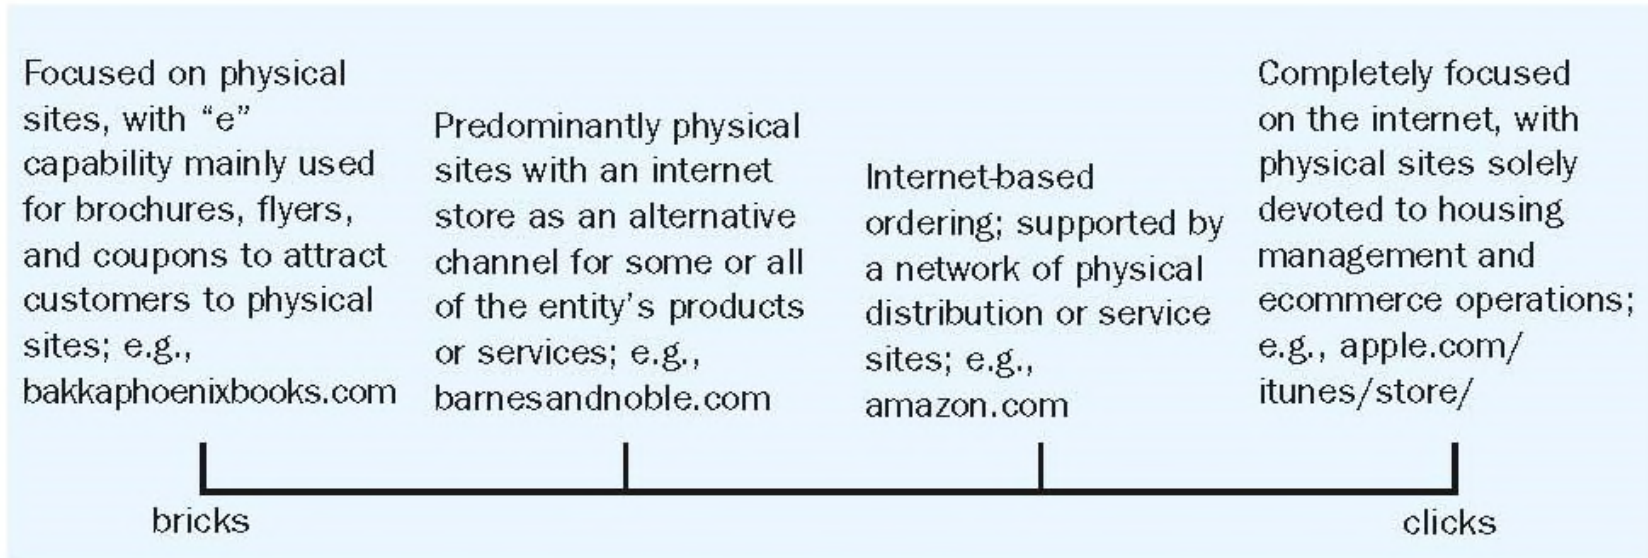 Focused on physical
sites, with “e”
capability mainly used
for brochures, flyers,
and coupons to attract
customers to physical
sites; e.g.,
bakkaphoenixbooks.com
Predominantly physical
sites with an internet
store as an alternative
channel for some or all
of the entity’s products
or services; e.g.,
barnesandnoble.com
Internet-based
ordering; supported by
a network of physical
distribution or service
sites; e.g.,
amazon.com
Completely focused
on the internet, with
physical sites solely
devoted to housing
management and
ecommerce operations;
e.g., apple.com/
itunes/store/
bricks
clicks